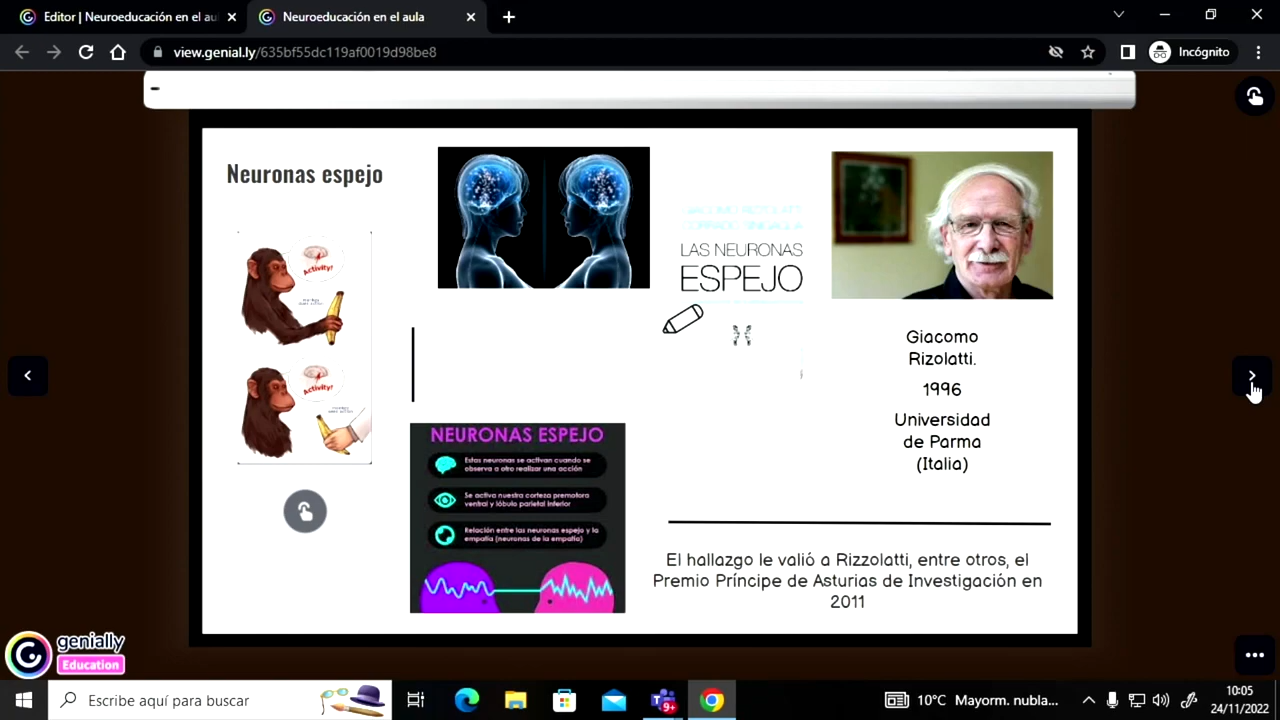 Editor | Neuroeducación en el au
Neuroeducación en el aula
view.genial.ly/635bf55dc119af0019d98be8
Incógnito
Neuronas espejo
Activity!
Activity!
LAS NEURONAS
ESPEJO
Giacomo
Rizolatti.
1996
Universidad
de Parma
(Italia)
NEURONAS ESPEJO
Estas neuronas se activan cuando se
observa a otro realizar una acción
Se activa nuestra corteza premotora
ventral y lóbulo parietal inferior
Relación entre las neuronas espejo y la
empatía (neuronas de la empatía)
El hallazgo le valió a Rizzolatti, entre otros, el
Premio Príncipe de Asturias de Investigación en
2011
genially
Education
Escribe aquí para buscar
9+
10°C Mayorm. nubla...
10:05
24/11/2022